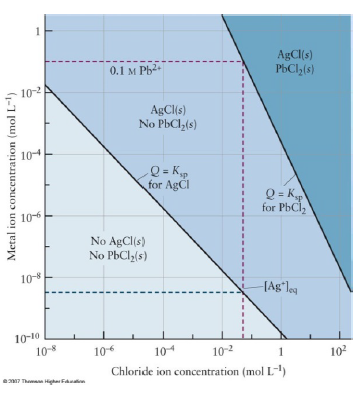 Metal ion concentration (mol L⁻¹)
1
10⁻²
10⁻⁴
10⁻⁶
10⁻⁸
10⁻¹⁰
0.1 M Pb²⁺
AgCl(s)
PbCl₂(s)
AgCl(s)
No PbCl₂(s)
Q = Kₛₚ
for AgCl
Q = Kₛₚ
for PbCl₂
No AgCl(s)
No PbCl₂(s)
[Ag⁺]eq
10⁻⁸
10⁻⁶
10⁻⁴
10⁻²
1
10²
Chloride ion concentration (mol L⁻¹)
© 2007 Thomson Higher Education